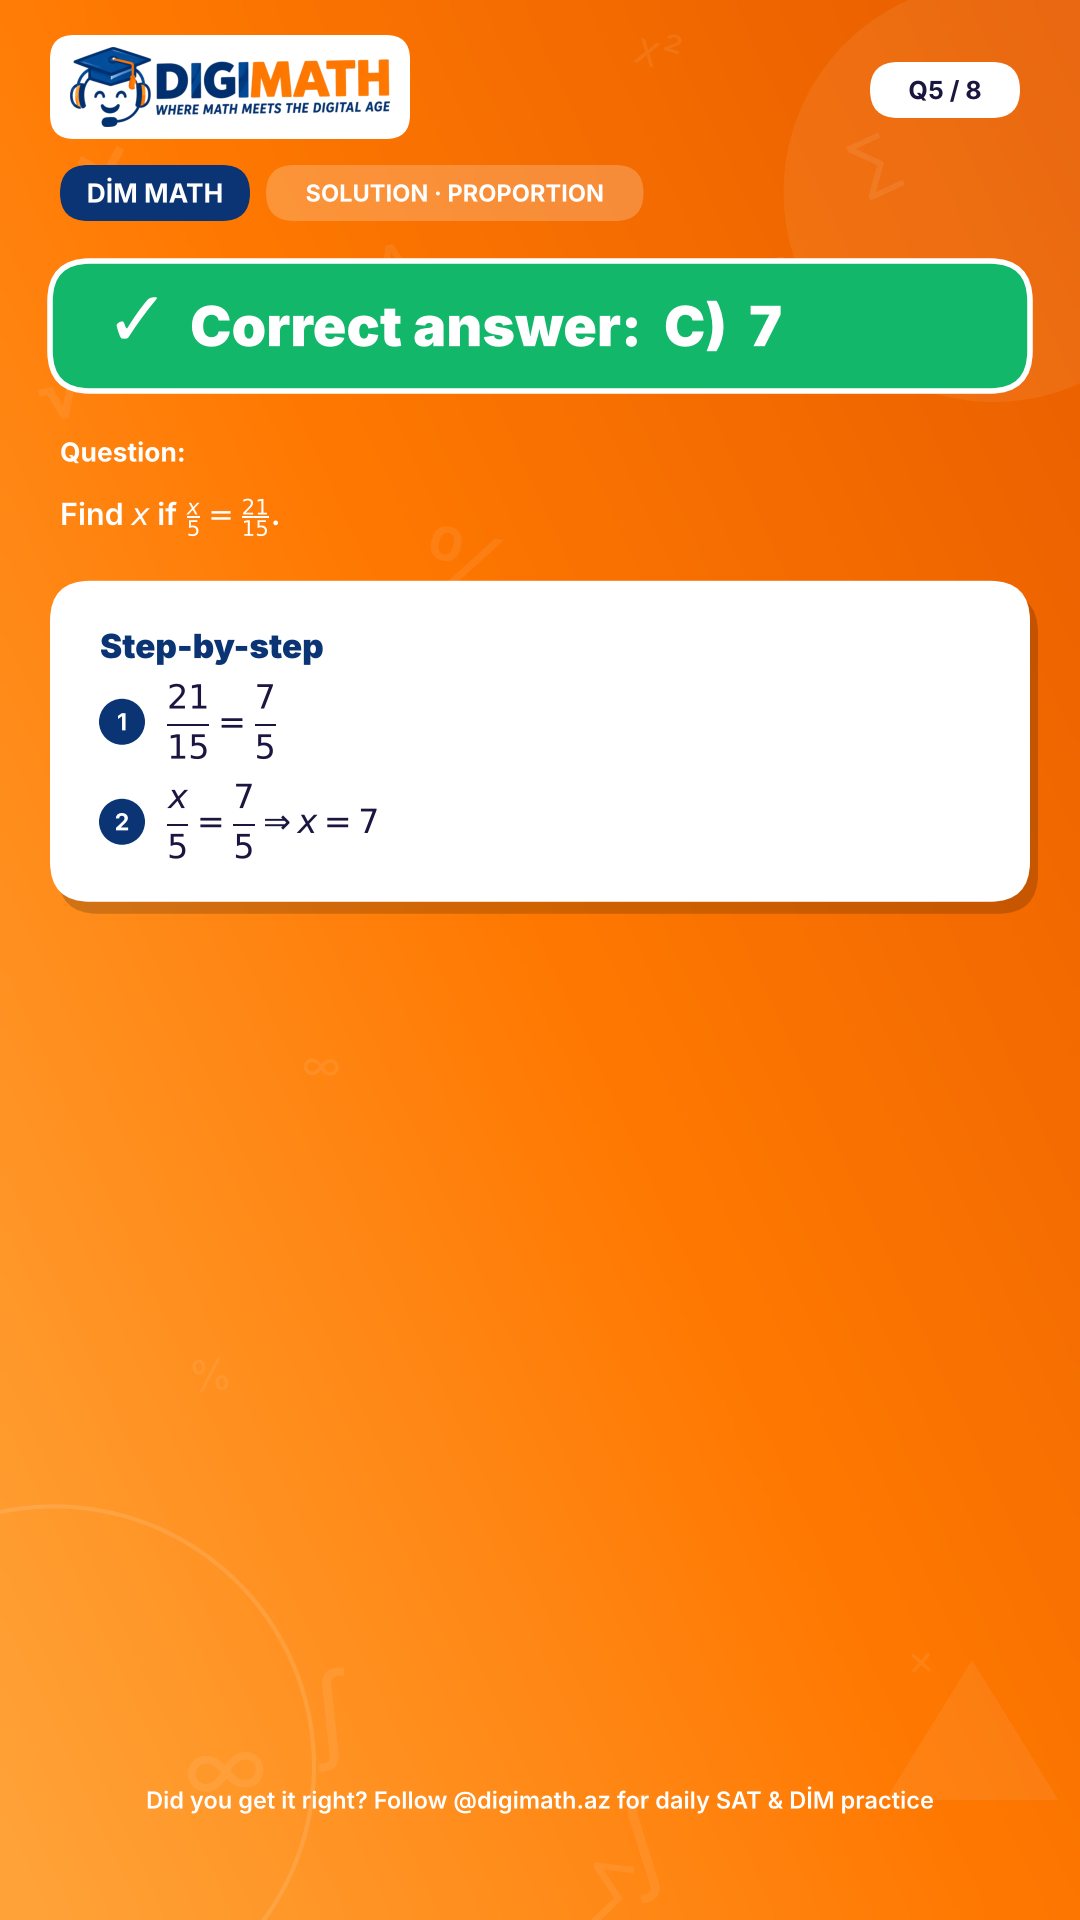 DIGIMATH
WHERE MATH MEETS THE DIGITAL AGE
Q5 / 8
DİM MATH
SOLUTION · PROPORTION
✓ Correct answer: C) 7
Question:
Find x if x/5 = 21/15.
Step-by-step
1 21/15 = 7/5
2 x/5 = 7/5 ⇒ x = 7
Did you get it right? Follow @digimath.az for daily SAT & DİM practice